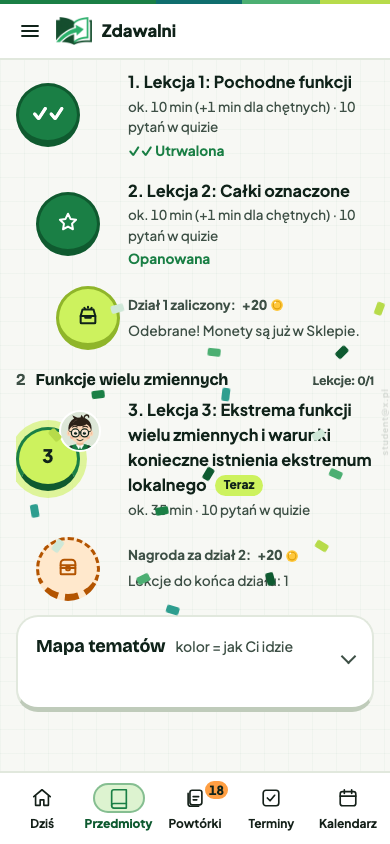 Zdawalni
1. Lekcja 1: Pochodne funkcji
ok. 10 min (+1 min dla chętnych) · 10
pytań w quizie
Utrwalona
2. Lekcja 2: Całki oznaczone
ok. 10 min (+1 min dla chętnych) · 10
pytań w quizie
Opanowana
Dział 1 zaliczony: +20
Odebrane! Monety są już w Sklepie.
2 Funkcje wielu zmiennych Lekcje: 0/1
3. Lekcja 3: Ekstrema funkcji
wielu zmiennych i warunki
3
konieczne istnienia ekstremum
lokalnego Teraz
ok. min · 10 pytań w quizie
Nagroda za dział 2: +20
Lekcje do końca działu: 1
Mapa tematów kolor = jak Ci idzie
student@z.pl
18
Dziś Przedmioty Powtórki Terminy Kalendarz